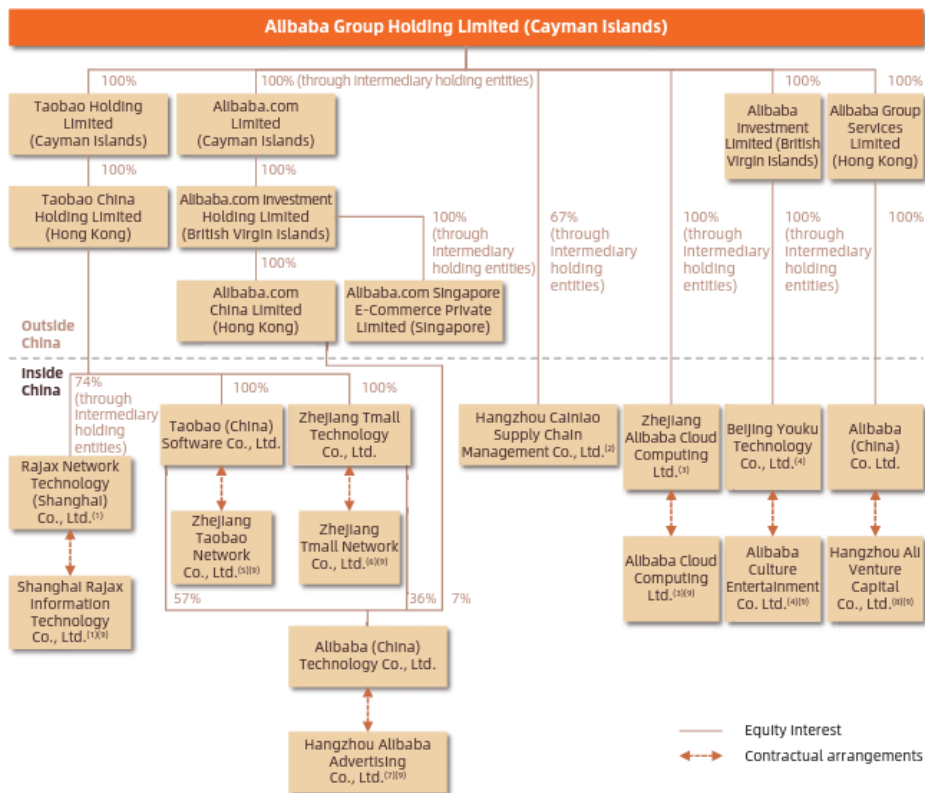 Alibaba Group Holding Limited (Cayman Islands)
100%
100% (through intermediary holding entities)
100%
100%
Taobao Holding
Limited
(Cayman Islands)
Alibaba.com
Limited
(Cayman Islands)
Alibaba
Investment
Limited (British
Virgin Islands)
Alibaba Group
Services
Limited
(Hong Kong)
100%
100%
Taobao China
Holding Limited
(Hong Kong)
Alibaba.com Investment
Holding Limited
(British Virgin Islands)
100%
(through
intermediary
holding entities)
67%
(through
intermediary
holding
entities)
100%
(through
intermediary
holding
entities)
100%
(through
intermediary
holding
entities)
100%
100%
Alibaba.com
China Limited
(Hong Kong)
Alibaba.com Singapore
E-Commerce Private
Limited (Singapore)
Outside
China
Inside
China
74%
(through
intermediary
holding
entities)
100%
100%
Taobao (China)
Software Co., Ltd.
Zhejiang Tmall
Technology
Co., Ltd.
Hangzhou Cainiao
Supply Chain
Management Co., Ltd.(2)
Zhejiang
Alibaba Cloud
Computing
Ltd.(3)
Beijing Youku
Technology
Co., Ltd.(4)
Alibaba
(China)
Co. Ltd.
Rajax Network
Technology
(Shanghai)
Co., Ltd.(1)
Zhejiang
Taobao
Network
Co., Ltd.(5)(9)
Zhejiang
Tmall Network
Co., Ltd.(6)(9)
Alibaba Cloud
Computing
Ltd.(3)(9)
Alibaba
Culture
Entertainment
Co. Ltd.(4)(9)
Hangzhou Ali
Venture
Capital
Co., Ltd.(8)(9)
Shanghai Rajax
Information
Technology
Co., Ltd.(1)(9)
57%
36%
7%
Alibaba (China)
Technology Co., Ltd.
Hangzhou Alibaba
Advertising
Co., Ltd.(7)(9)
Equity interest
Contractual arrangements